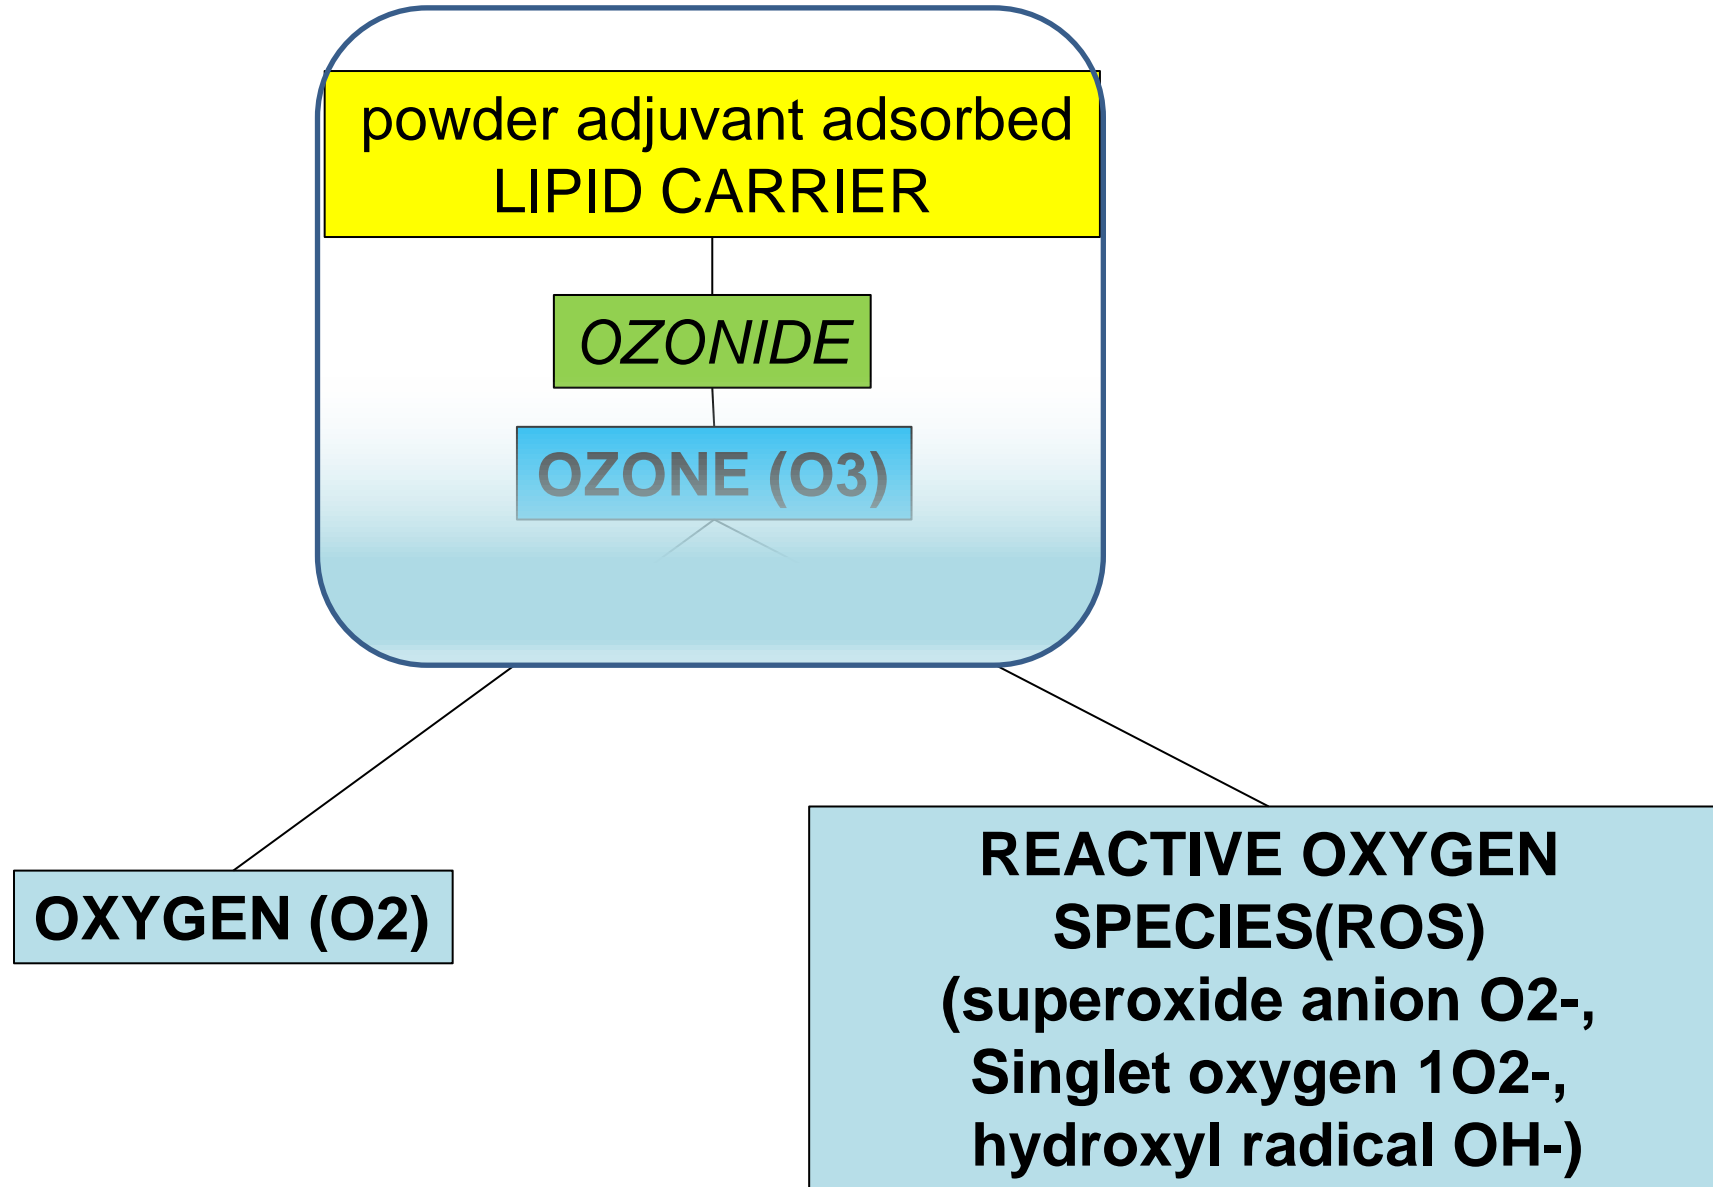 powder adjuvant adsorbed
LIPID CARRIER
OZONIDE
OZONE (O3)
OXYGEN (O2)
REACTIVE OXYGEN
SPECIES(ROS)
(superoxide anion O2-,
Singlet oxygen 1O2-,
hydroxyl radical OH-)